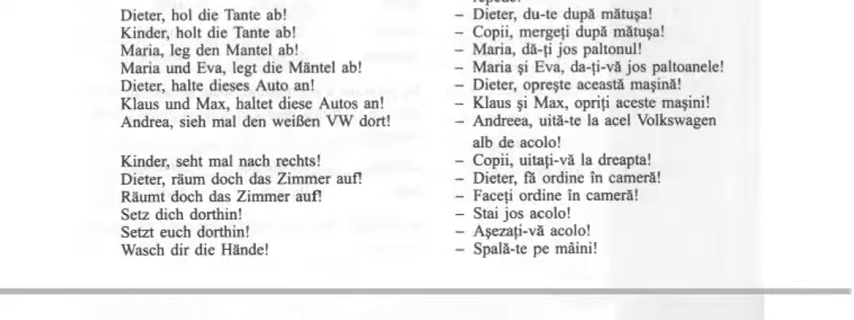 repede!
Dieter, hol die Tante ab! – Dieter, du-te după mătuşa!
Kinder, holt die Tante ab! – Copii, mergeţi după mătuşa!
Maria, leg den Mantel ab! – Maria, dă-ţi jos paltonul!
Maria und Eva, legt die Mäntel ab! – Maria şi Eva, da-ţi-vă jos paltoanele!
Dieter, halte dieses Auto an! – Dieter, opreşte această maşină!
Klaus und Max, haltet diese Autos an! – Klaus şi Max, opriţi aceste maşini!
Andrea, sieh mal den weißen VW dort! – Andreea, uită-te la acel Volkswagen
alb de acolo!
Kinder, seht mal nach rechts! – Copii, uitaţi-vă la dreapta!
Dieter, räum doch das Zimmer auf! – Dieter, fă ordine în cameră!
Räumt doch das Zimmer auf! – Faceţi ordine în cameră!
Setz dich dorthin! – Stai jos acolo!
Setzt euch dorthin! – Aşezaţi-vă acolo!
Wasch dir die Hände! – Spală-te pe mâini!